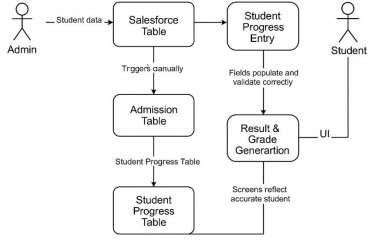 Admin
Student data
Salesforce
Table
Student
Progress
Entry
Student
Triggers manually
Fields populate and
validate correctly
Admission
Table
Result &
Grade
Generartion
UI
Student Progress Table
Student
Progress
Table
Screens reflect
accurate student